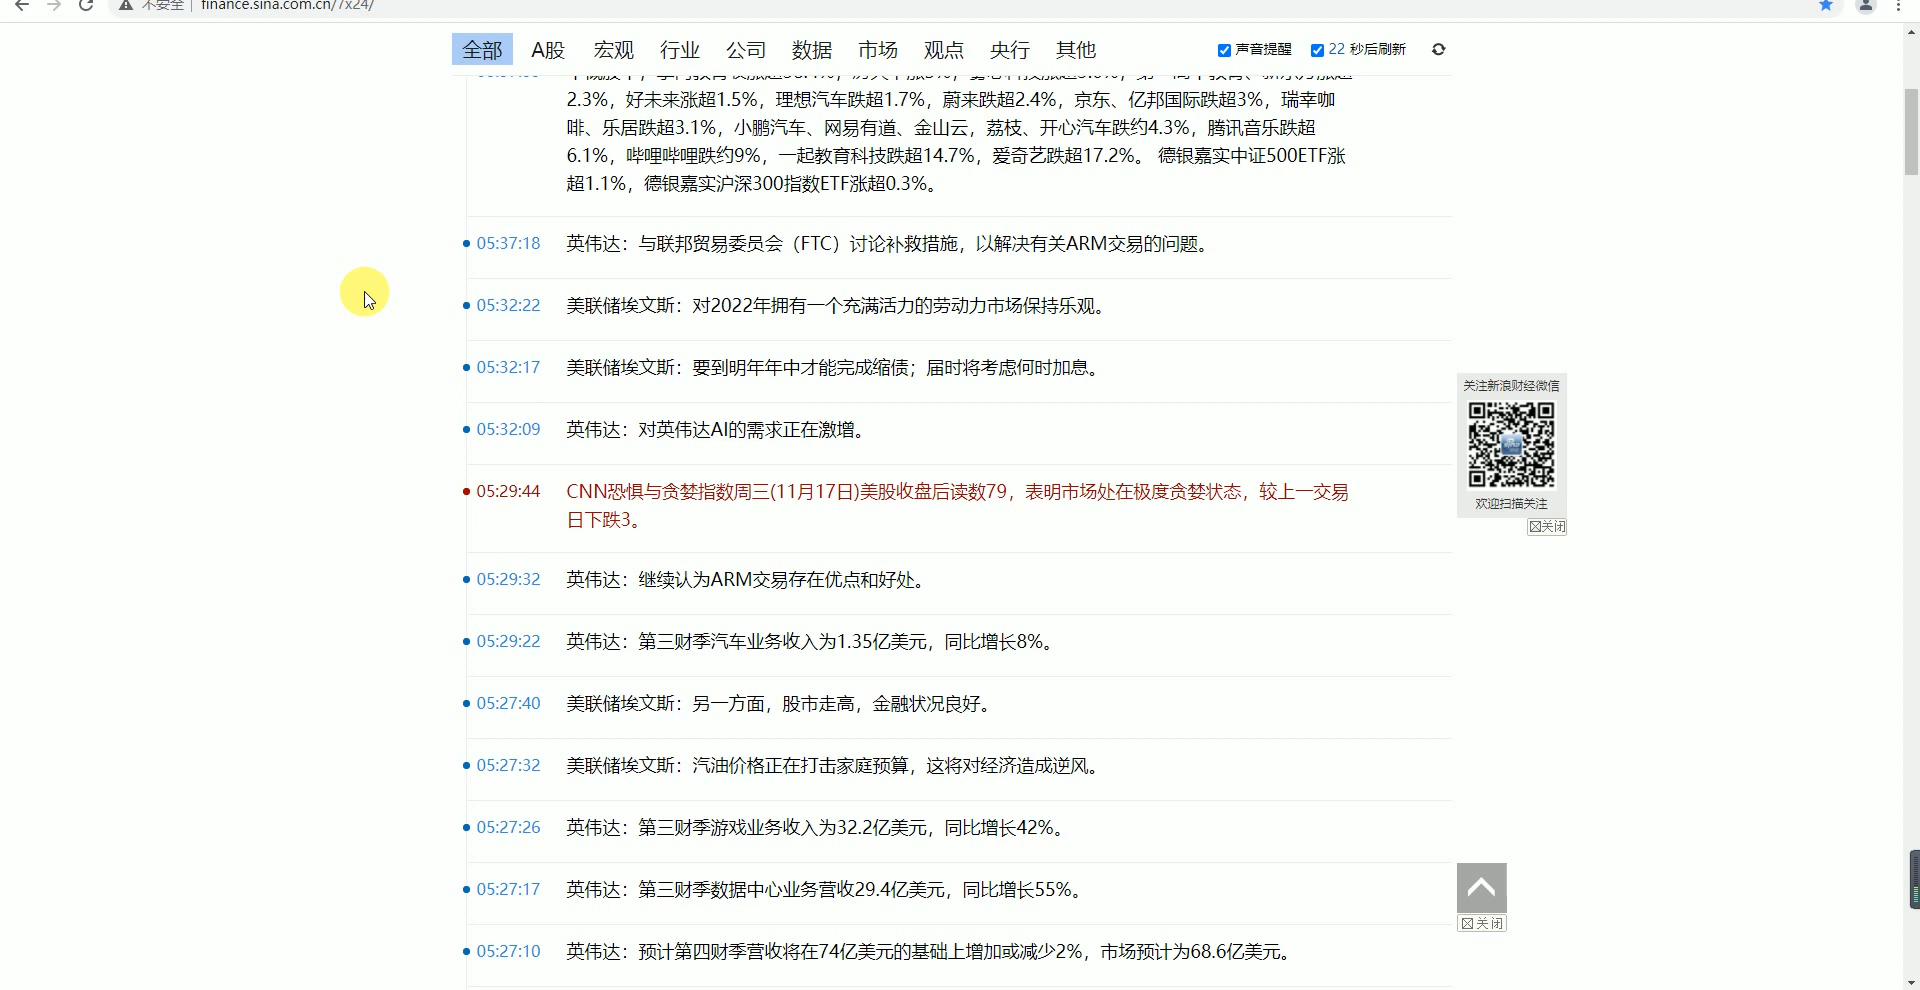 不安全 | finance.sina.com.cn/7x24/
全部 A股 宏观 行业 公司 数据 市场 观点 央行 其他 声音提醒 22 秒后刷新
2.3%，好未来涨超1.5%，理想汽车跌超1.7%，蔚来跌超2.4%，京东、亿邦国际跌超3%，瑞幸咖
啡、乐居跌超3.1%，小鹏汽车、网易有道、金山云，荔枝、开心汽车跌约4.3%，腾讯音乐跌超
6.1%，哔哩哔哩跌约9%，一起教育科技跌超14.7%，爱奇艺跌超17.2%。 德银嘉实中证500ETF涨
超1.1%，德银嘉实沪深300指数ETF涨超0.3%。
05:37:18 英伟达：与联邦贸易委员会（FTC）讨论补救措施，以解决有关ARM交易的问题。
05:32:22 美联储埃文斯：对2022年拥有一个充满活力的劳动力市场保持乐观。
05:32:17 美联储埃文斯：要到明年年中才能完成缩债；届时将考虑何时加息。
关注新浪财经微信
05:32:09 英伟达：对英伟达AI的需求正在激增。
05:29:44 CNN恐惧与贪婪指数周三(11月17日)美股收盘后读数79，表明市场处在极度贪婪状态，较上一交易
日下跌3。
欢迎扫描关注
关闭
05:29:32 英伟达：继续认为ARM交易存在优点和好处。
05:29:22 英伟达：第三财季汽车业务收入为1.35亿美元，同比增长8%。
05:27:40 美联储埃文斯：另一方面，股市走高，金融状况良好。
05:27:32 美联储埃文斯：汽油价格正在打击家庭预算，这将对经济造成逆风。
05:27:26 英伟达：第三财季游戏业务收入为32.2亿美元，同比增长42%。
05:27:17 英伟达：第三财季数据中心业务营收29.4亿美元，同比增长55%。
关闭
05:27:10 英伟达：预计第四财季营收将在74亿美元的基础上增加或减少2%，市场预计为68.6亿美元。